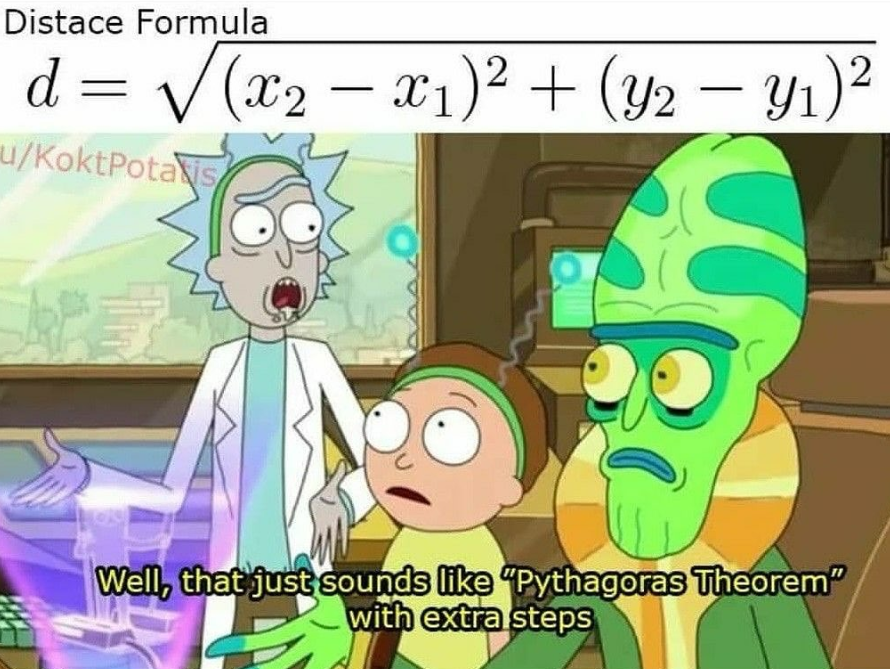 Distace Formula
d = √(x₂ − x₁)² + (y₂ − y₁)²
u/KoktPotatis
Well, that just sounds like "Pythagoras Theorem"
with extra steps